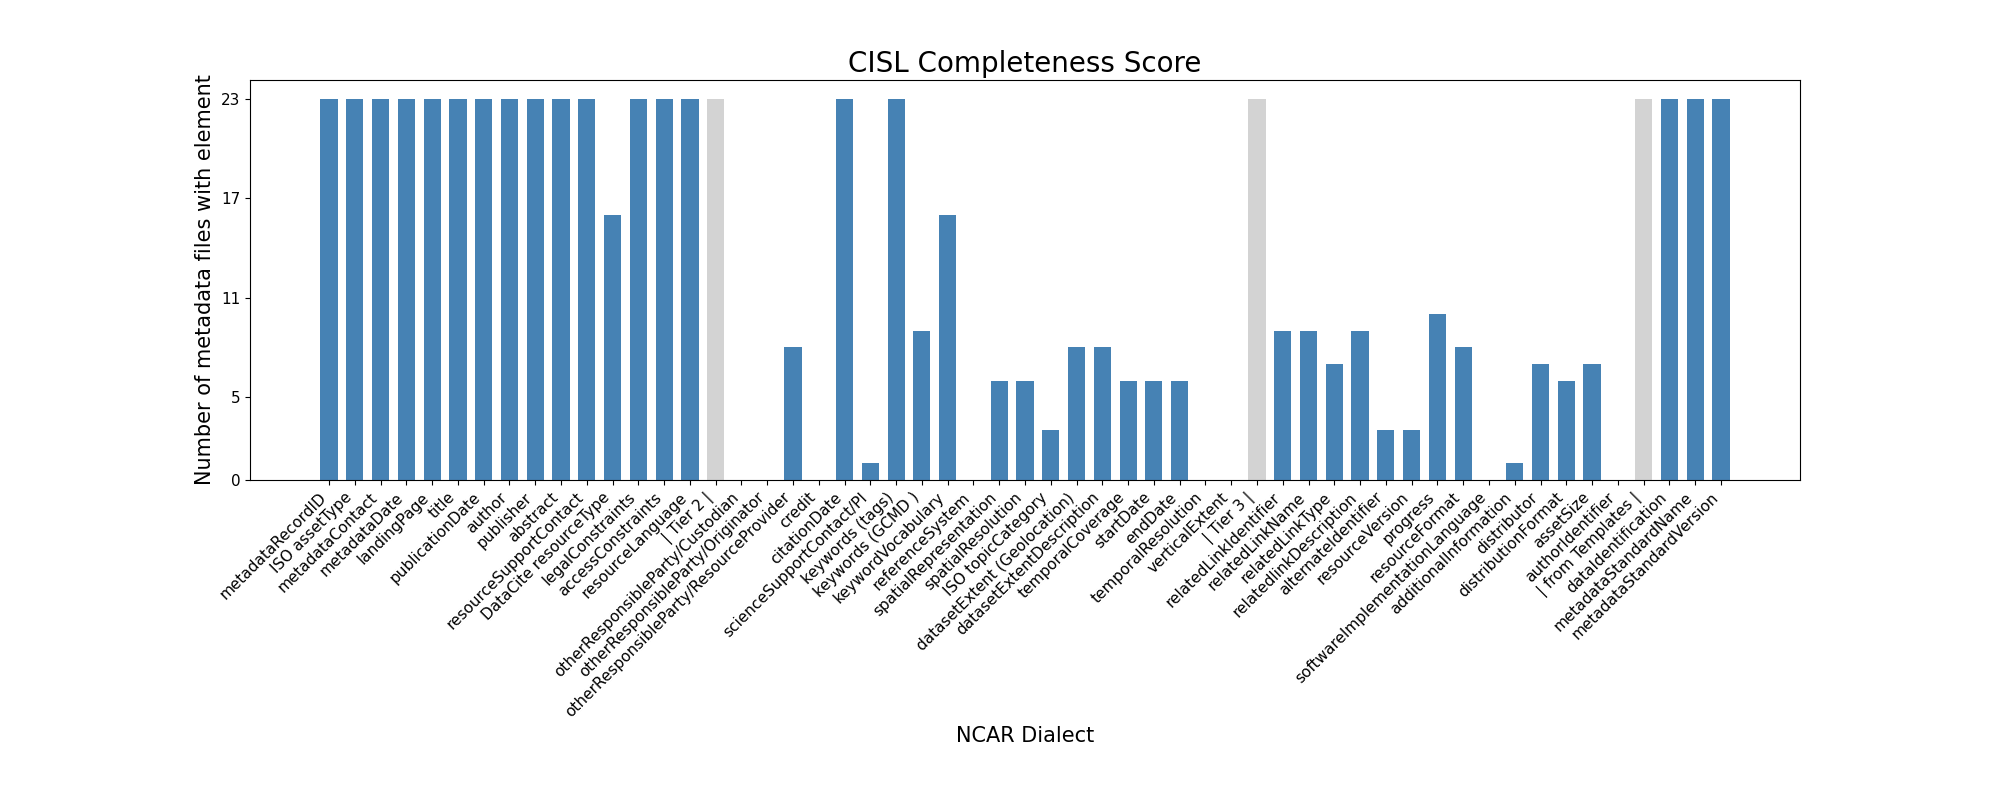 CISL Completeness Score
Number of metadata files with element
23
17
11
5
0
metadataRecordID
ISO assetType
metadataContact
metadataDate
landingPage
title
publicationDate
author
publisher
abstract
resourceSupportContact
DataCite resourceType
legalConstraints
accessConstraints
resourceLanguage
| Tier 2 |
otherResponsibleParty/Custodian
otherResponsibleParty/Originator
otherResponsibleParty/ResourceProvider
credit
citationDate
scienceSupportContact/PI
keywords (tags)
keywords (GCMD )
keywordVocabulary
referenceSystem
spatialRepresentation
spatialResolution
ISO topicCategory
datasetExtent (Geolocation)
datasetExtentDescription
temporalCoverage
startDate
endDate
temporalResolution
verticalExtent
| Tier 3 |
relatedLinkIdentifier
relatedLinkName
relatedLinkType
relatedlinkDescription
alternateIdentifier
resourceVersion
progress
resourceFormat
softwareImplementationLanguage
additionalInformation
distributor
distributionFormat
assetSize
authorIdentifier
| from Templates |
dataIdentification
metadataStandardName
metadataStandardVersion
NCAR Dialect